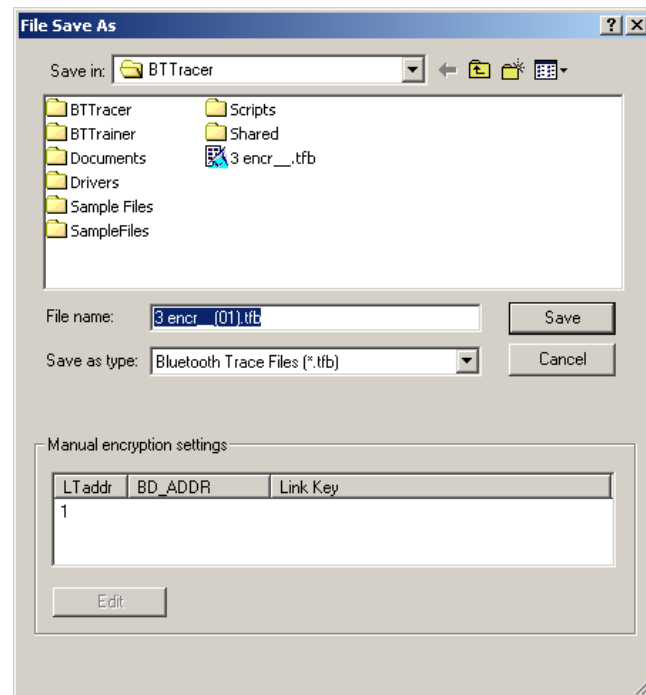 File Save As
Save in: BTTracer
BTTracer Scripts
BTTrainer Shared
Documents 3 encr__.tfb
Drivers
Sample Files
SampleFiles
File name: 3 encr__(01).tfb Save
Save as type: Bluetooth Trace Files (*.tfb) Cancel
Manual encryption settings
LTaddr BD_ADDR Link Key
1
Edit